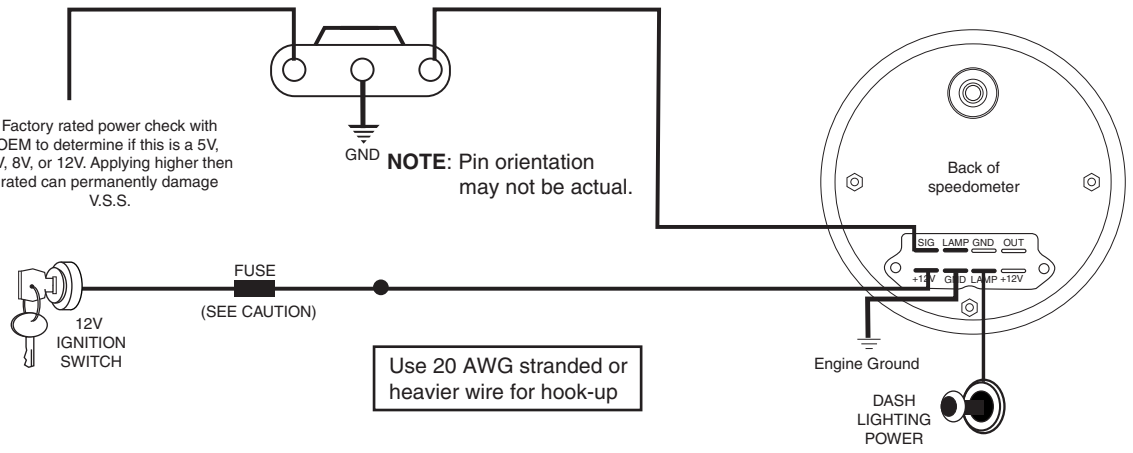 Factory rated power check with
OEM to determine if this is a 5V,
8V, or 12V. Applying higher then
rated can permanently damage
V.S.S.
GND
NOTE: Pin orientation
may not be actual.
Back of
speedometer
SIG LAMP GND OUT
+12V GND LAMP +12V
FUSE
(SEE CAUTION)
12V
IGNITION
SWITCH
Use 20 AWG stranded or
heavier wire for hook-up
Engine Ground
DASH
LIGHTING
POWER